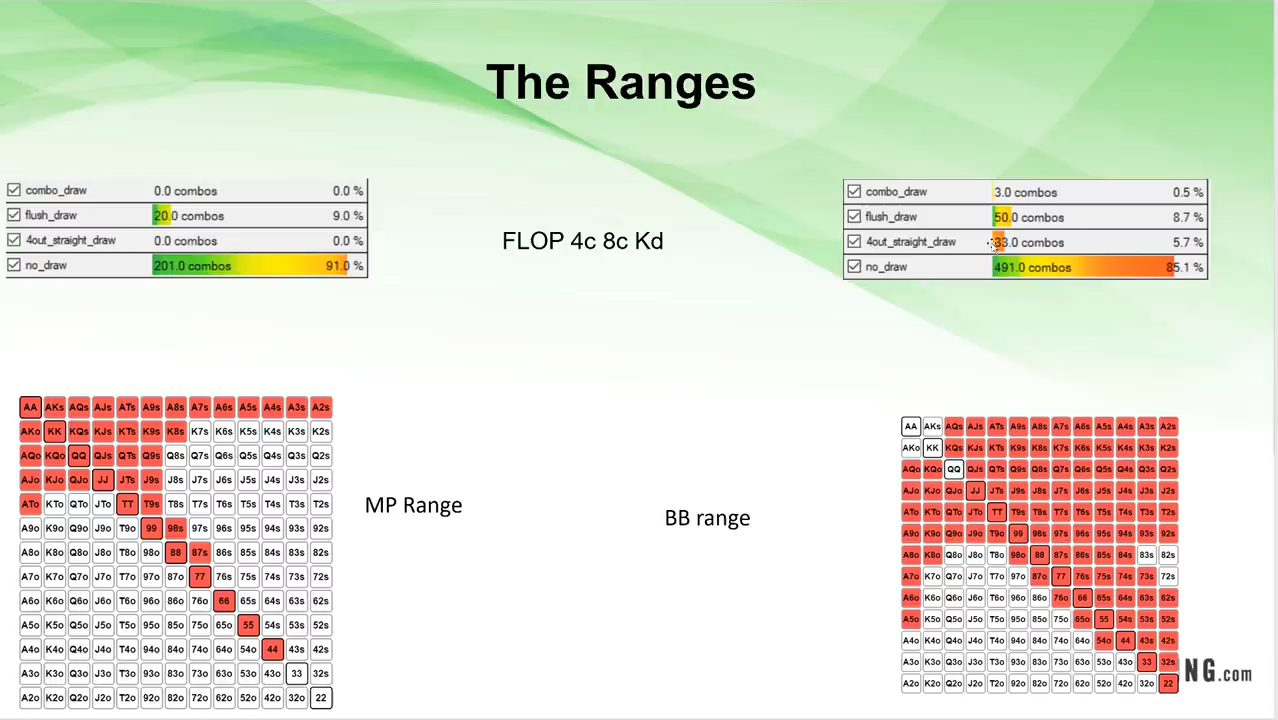 The Ranges
combo_draw 0.0 combos 0.0 %
flush_draw 20.0 combos 9.0 %
4out_straight_draw 0.0 combos 0.0 %
no_draw 201.0 combos 91.0 %
FLOP 4c 8c Kd
combo_draw 3.0 combos 0.5 %
flush_draw 50.0 combos 8.7 %
4out_straight_draw 33.0 combos 5.7 %
no_draw 491.0 combos 85.1 %
AA AKs AQs AJs ATs A9s A8s A7s A6s A5s A4s A3s A2s
AKo KK KQs KJs KTs K9s K8s K7s K6s K5s K4s K3s K2s
AQo KQo QQ QJs QTs Q9s Q8s Q7s Q6s Q5s Q4s Q3s Q2s
AJo KJo QJo JJ JTs J9s J8s J7s J6s J5s J4s J3s J2s
ATo KTo QTo JTo TT T9s T8s T7s T6s T5s T4s T3s T2s
A9o K9o Q9o J9o T9o 99 98s 97s 96s 95s 94s 93s 92s
A8o K8o Q8o J8o T8o 98o 88 87s 86s 85s 84s 83s 82s
A7o K7o Q7o J7o T7o 97o 87o 77 76s 75s 74s 73s 72s
A6o K6o Q6o J6o T6o 96o 86o 76o 66 65s 64s 63s 62s
A5o K5o Q5o J5o T5o 95o 85o 75o 65o 55 54s 53s 52s
A4o K4o Q4o J4o T4o 94o 84o 74o 64o 54o 44 43s 42s
A3o K3o Q3o J3o T3o 93o 83o 73o 63o 53o 43o 33 32s
A2o K2o Q2o J2o T2o 92o 82o 72o 62o 52o 42o 32o 22
MP Range
BB range
AA AKs AQs AJs ATs A9s A8s A7s A6s A5s A4s A3s A2s
AKo KK KQs KJs KTs K9s K8s K7s K6s K5s K4s K3s K2s
AQo KQo QQ QJs QTs Q9s Q8s Q7s Q6s Q5s Q4s Q3s Q2s
AJo KJo QJo JJ JTs J9s J8s J7s J6s J5s J4s J3s J2s
ATo KTo QTo JTo TT T9s T8s T7s T6s T5s T4s T3s T2s
A9o K9o Q9o J9o T9o 99 98s 97s 96s 95s 94s 93s 92s
A8o K8o Q8o J8o T8o 98o 88 87s 86s 85s 84s 83s 82s
A7o K7o Q7o J7o T7o 97o 87o 77 76s 75s 74s 73s 72s
A6o K6o Q6o J6o T6o 96o 86o 76o 66 65s 64s 63s 62s
A5o K5o Q5o J5o T5o 95o 85o 75o 65o 55 54s 53s 52s
A4o K4o Q4o J4o T4o 94o 84o 74o 64o 54o 44 43s 42s
A3o K3o Q3o J3o T3o 93o 83o 73o 63o 53o 43o 33 32s
A2o K2o Q2o J2o T2o 92o 82o 72o 62o 52o 42o 32o 22
NG.com